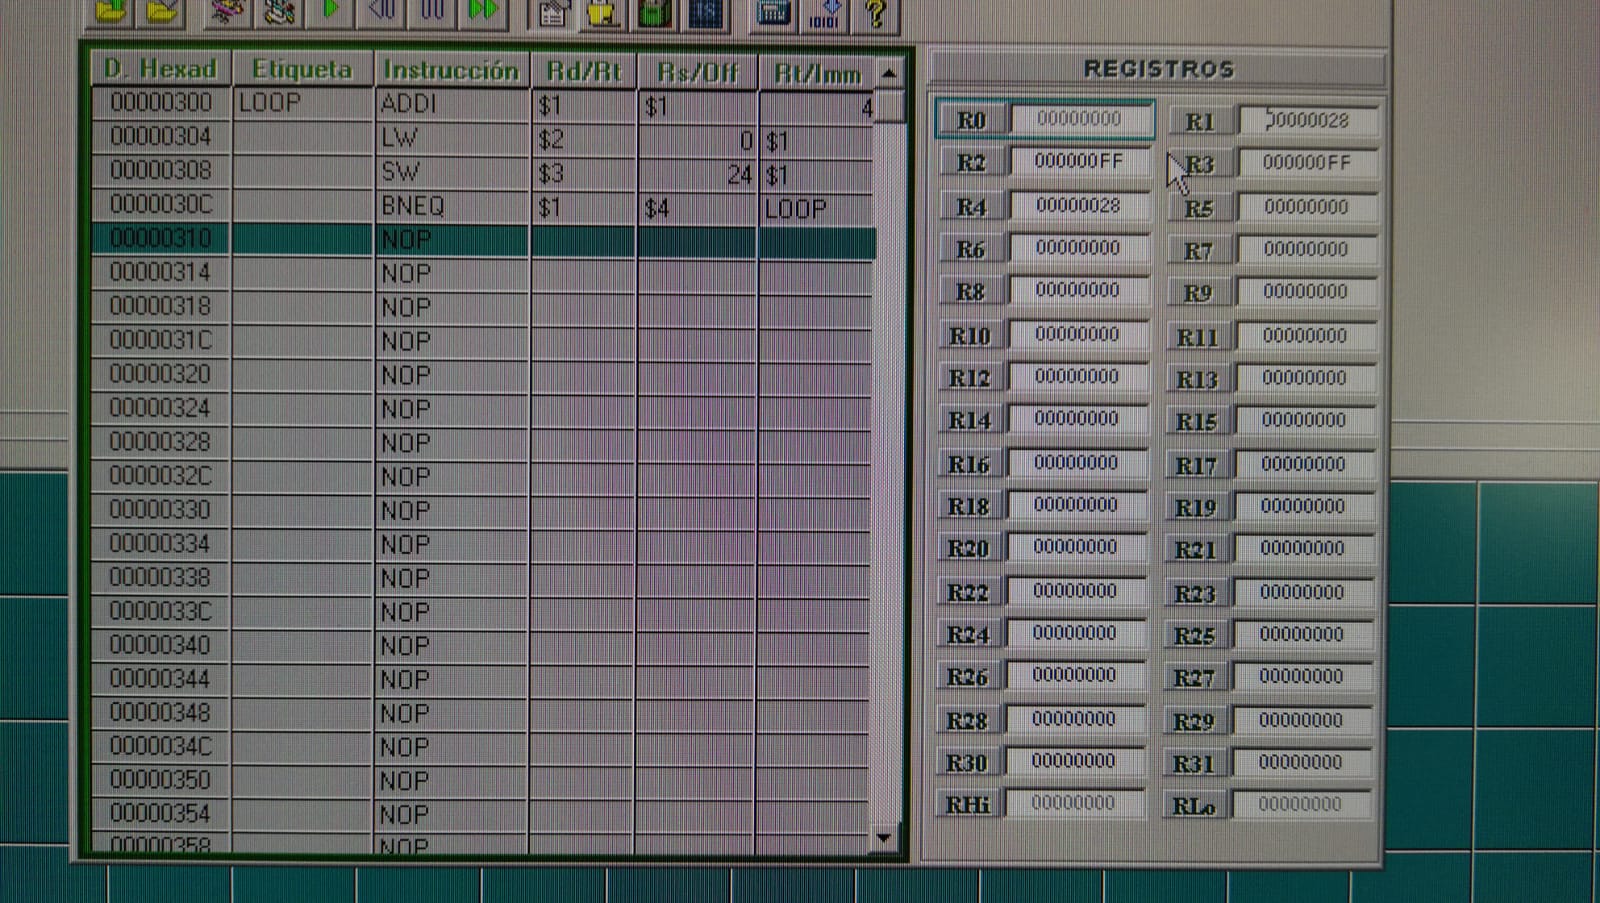 0101
?
D. Hexad Etiqueta Instrucción Rd/Rt Rs/Off Rt/Imm
00000300 LOOP ADDI $1 $1 4
00000304 LW $2 0 $1
00000308 SW $3 24 $1
0000030C BNEQ $1 $4 LOOP
00000310 NOP
00000314 NOP
00000318 NOP
0000031C NOP
00000320 NOP
00000324 NOP
00000328 NOP
0000032C NOP
00000330 NOP
00000334 NOP
00000338 NOP
0000033C NOP
00000340 NOP
00000344 NOP
00000348 NOP
0000034C NOP
00000350 NOP
00000354 NOP
00000358 NOP
REGISTROS
R0 00000000 R1 00000028
R2 000000FF R3 000000FF
R4 00000028 R5 00000000
R6 00000000 R7 00000000
R8 00000000 R9 00000000
R10 00000000 R11 00000000
R12 00000000 R13 00000000
R14 00000000 R15 00000000
R16 00000000 R17 00000000
R18 00000000 R19 00000000
R20 00000000 R21 00000000
R22 00000000 R23 00000000
R24 00000000 R25 00000000
R26 00000000 R27 00000000
R28 00000000 R29 00000000
R30 00000000 R31 00000000
RHi 00000000 RLo 00000000